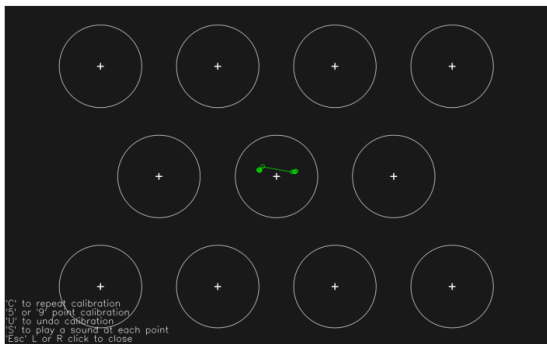 'C' to repeat calibration
'5' or '9' point calibration
'U' to undo calibration
'S' to play a sound at each point
'Esc' L or R click to close